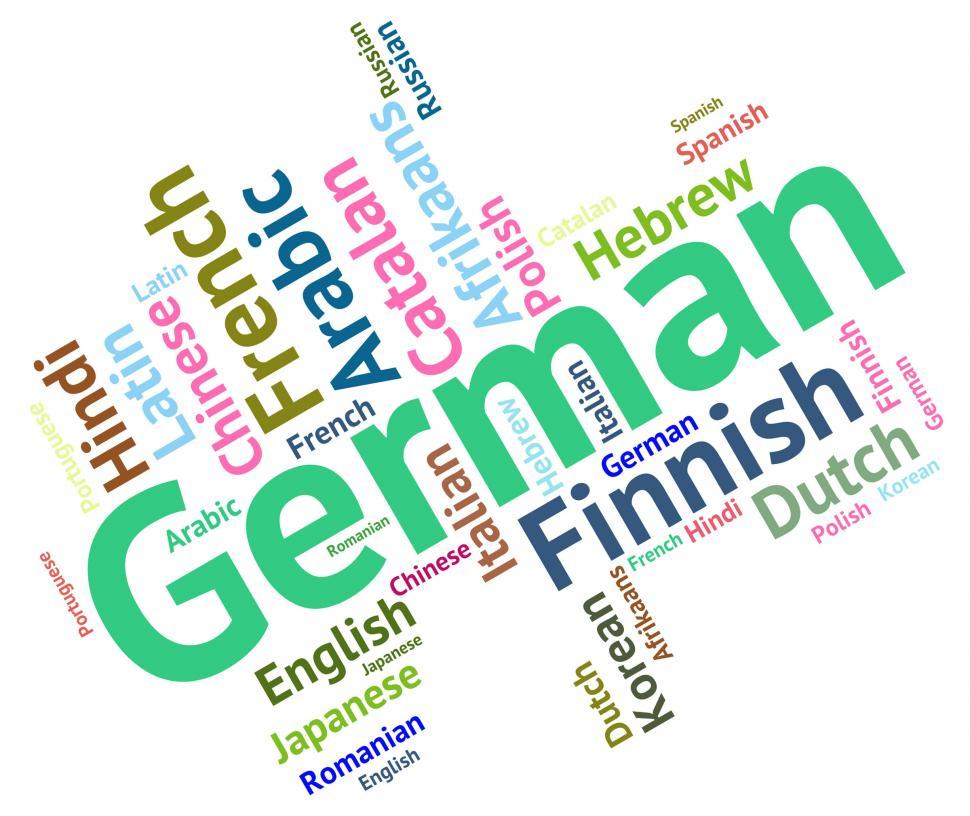 Russian
Russian
Spanish
Spanish
Afrikaans
Catalan
Arabic
French
Polish
Catalan
Hebrew
Latin
Chinese
Latin
Hindi
Portuguese
German
French
Italian
Hebrew
German
Italian
Finnish
Finnish
German
Dutch
Korean
Polish
Hindi
French
Arabic
Romanian
Chinese
Portuguese
English
Japanese
Japanese
Romanian
English
Afrikaans
Korean
Dutch